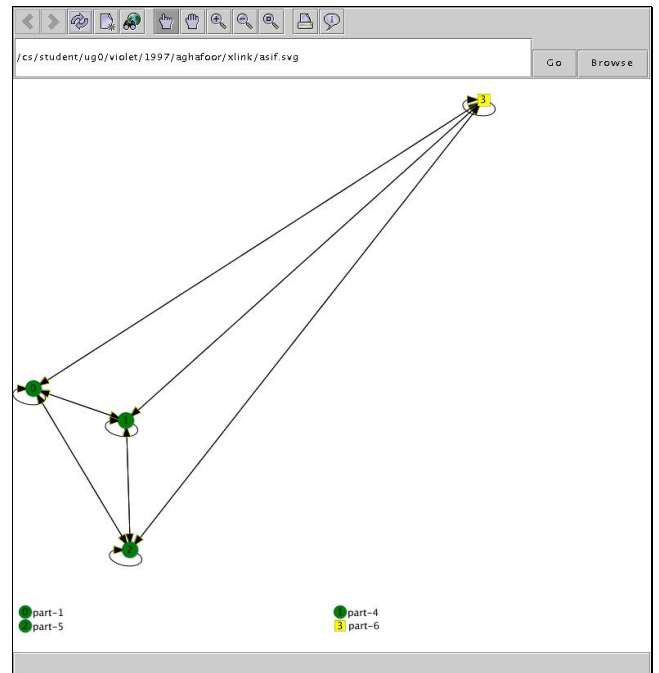 /cs/student/ug0/violet/1997/aghafoor/xlink/asif.svg
Go Browse
3
0
1
2
0 part-1
1 part-4
2 part-5
3 part-6